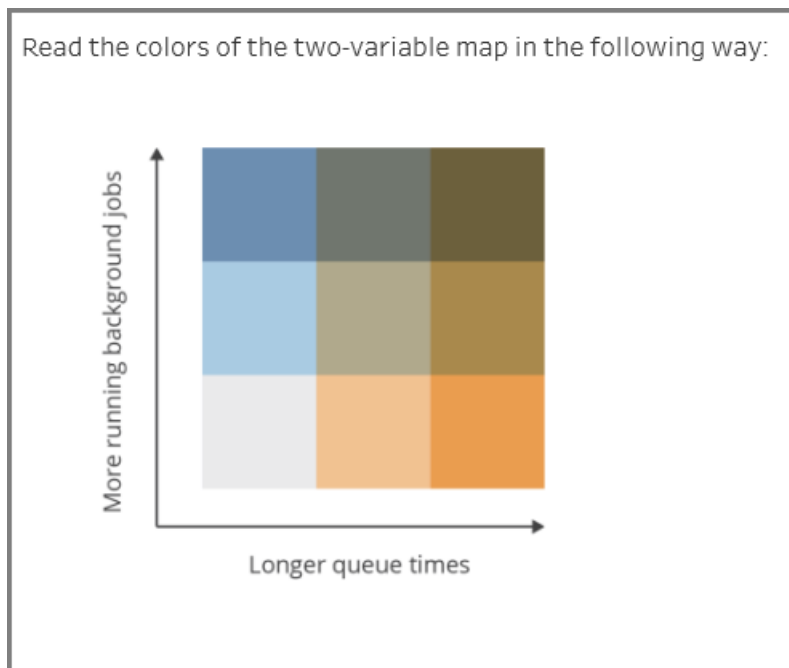 Read the colors of the two-variable map in the following way:
More running background jobs
Longer queue times